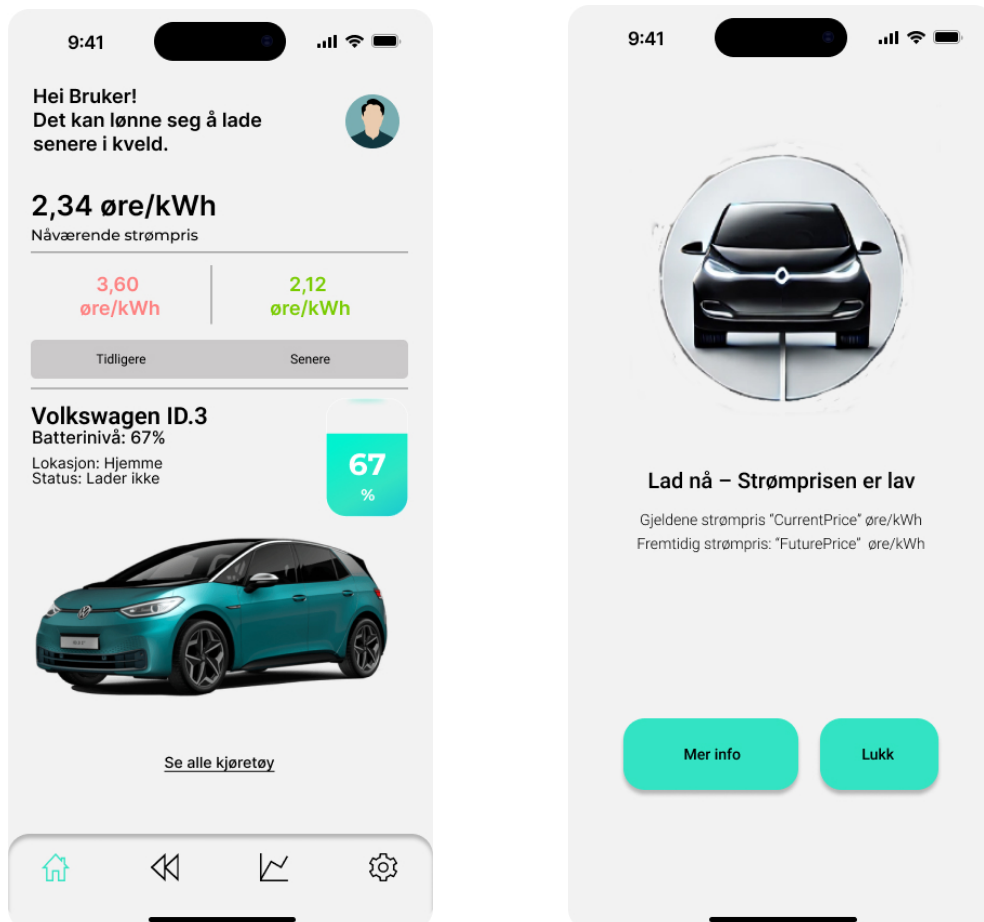 9:41
Hei Bruker!
Det kan lønne seg å lade
senere i kveld.
2,34 øre/kWh
Nåværende strømpris
3,60
øre/kWh
2,12
øre/kWh
Tidligere
Senere
Volkswagen ID.3
Batterinivå: 67%
Lokasjon: Hjemme
Status: Lader ikke
67
%
Se alle kjøretøy
9:41
Lad nå – Strømprisen er lav
Gjeldene strømpris “CurrentPrice” øre/kWh
Fremtidig strømpris: “FuturePrice” øre/kWh
Mer info
Lukk